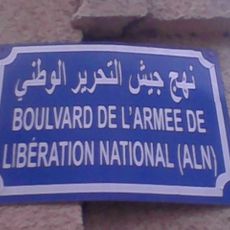 نهج جيش التحرير الوطني
BOULVARD DE L'ARMEE DE
LIBÉRATION NATIONAL (ALN)